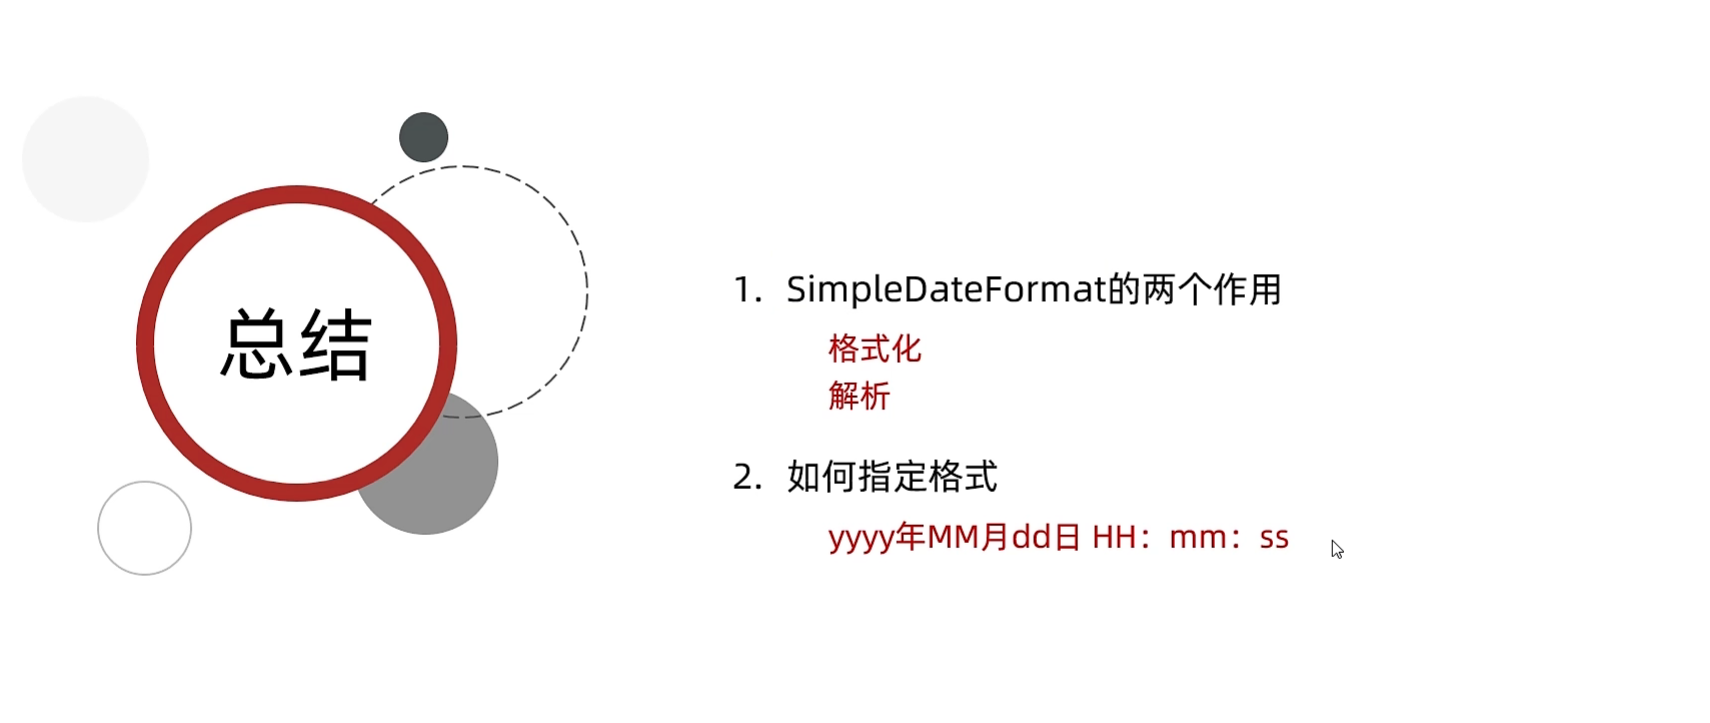 总结
1. SimpleDateFormat的两个作用
格式化
解析
2. 如何指定格式
yyyy年MM月dd日 HH：mm：ss